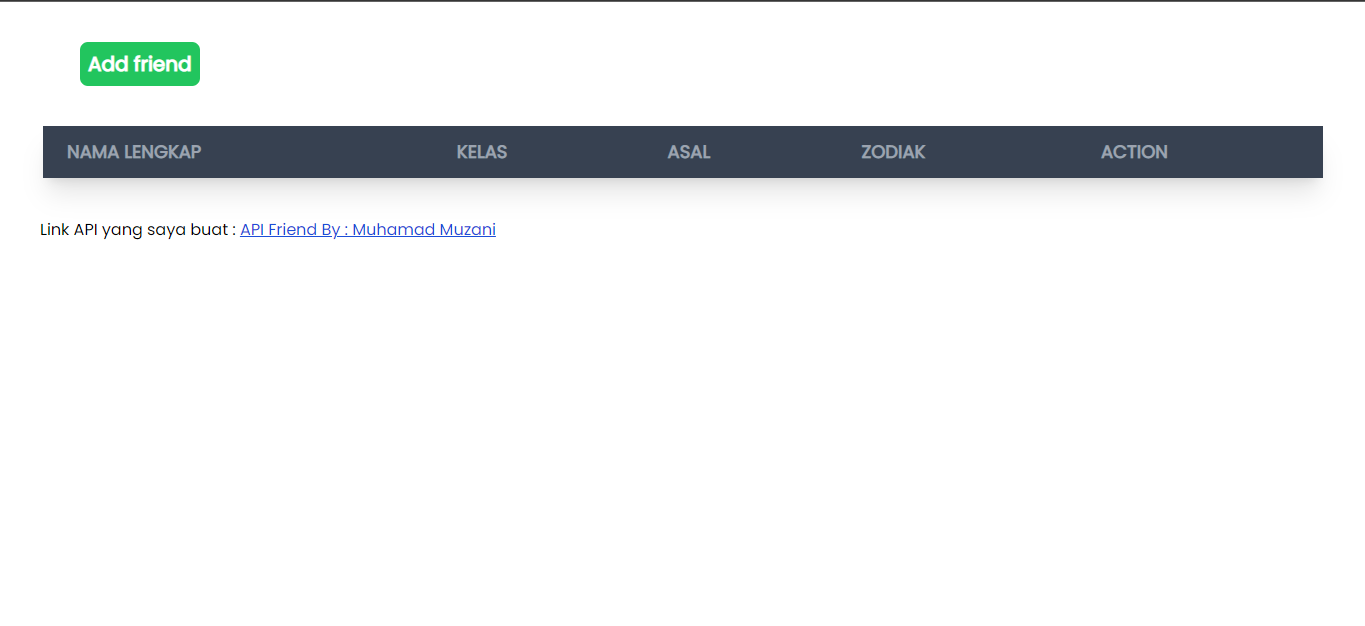 Add friend
NAMA LENGKAP KELAS ASAL ZODIAK ACTION
Link API yang saya buat : API Friend By : Muhamad Muzani